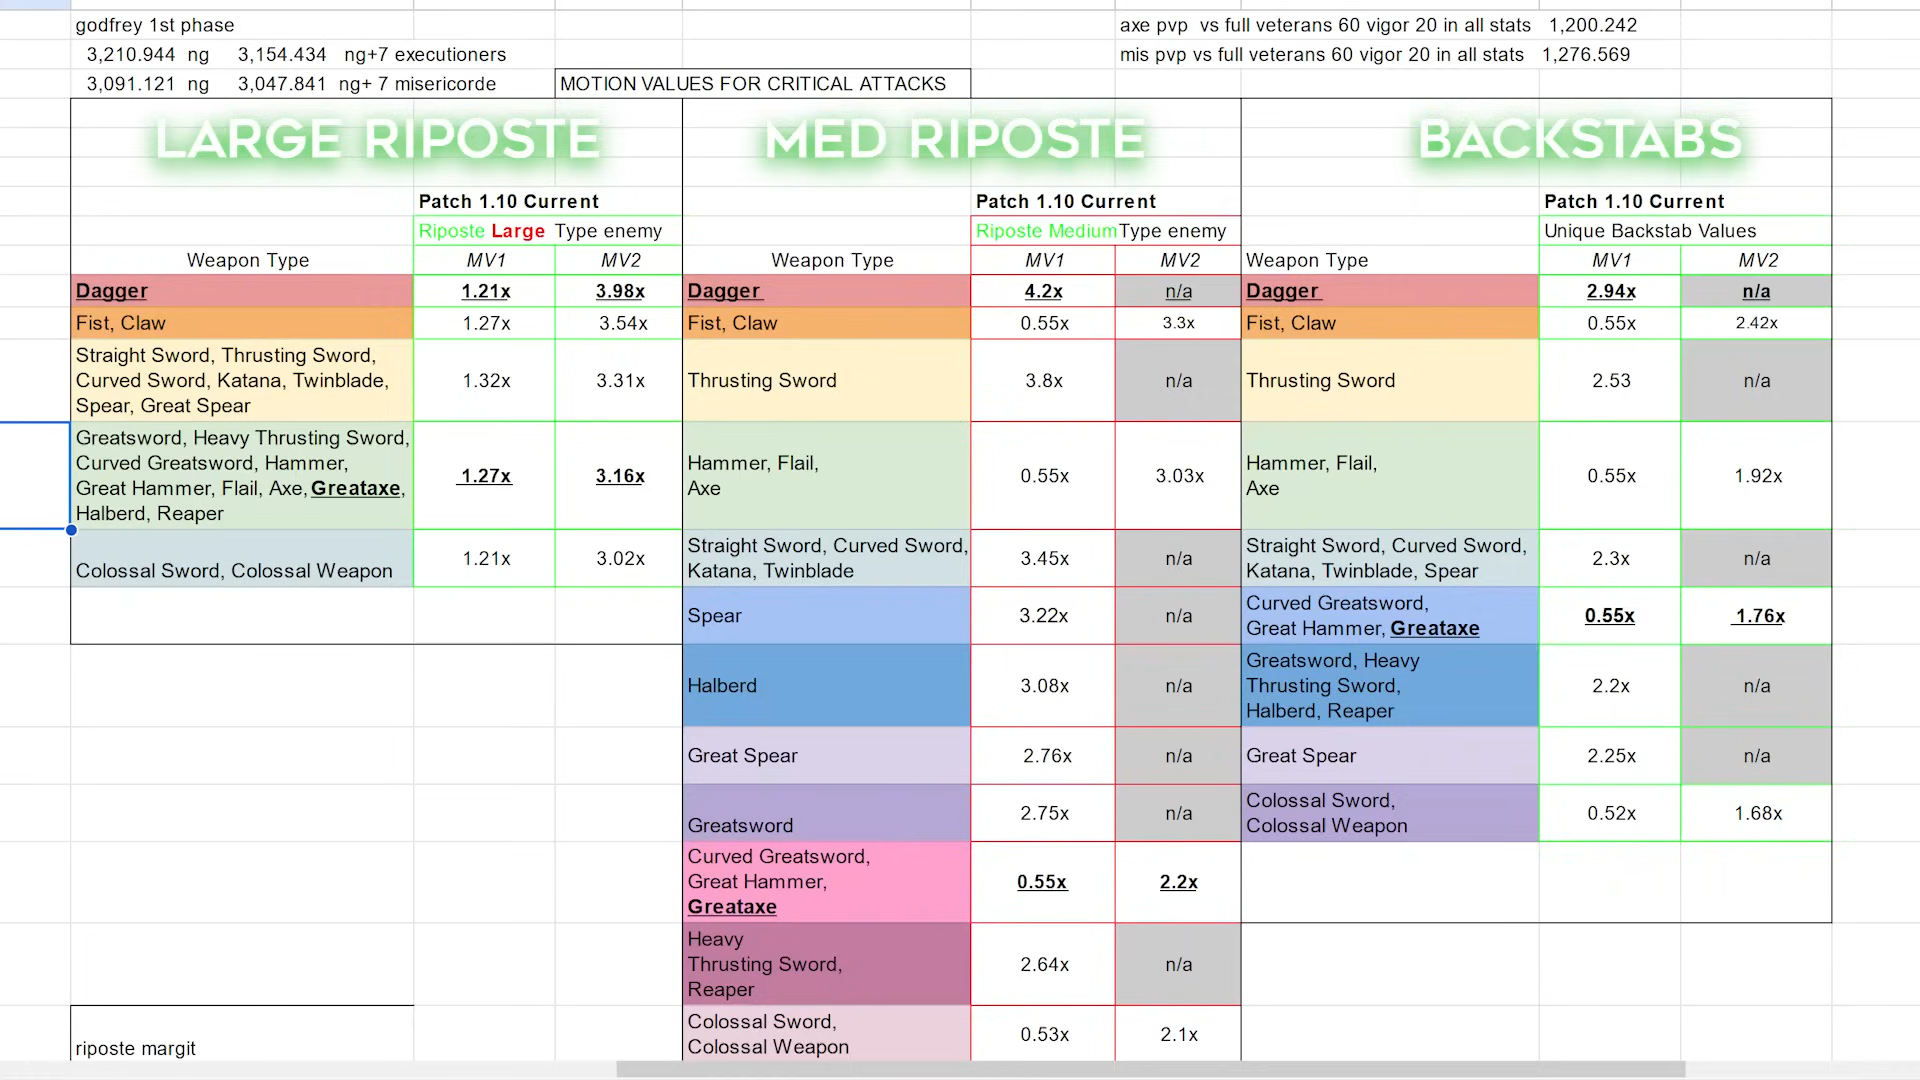 godfrey 1st phase
axe pvp vs full veterans 60 vigor 20 in all stats 1,200.242
3,210.944 ng 3,154.434 ng+7 executioners
mis pvp vs full veterans 60 vigor 20 in all stats 1,276.569
3,091.121 ng 3,047.841 ng+ 7 misericorde
MOTION VALUES FOR CRITICAL ATTACKS
LARGE RIPOSTE
Patch 1.10 Current
Riposte Large Type enemy
Weapon Type MV1 MV2
Dagger 1.21x 3.98x
Fist, Claw 1.27x 3.54x
Straight Sword, Thrusting Sword,
Curved Sword, Katana, Twinblade, 1.32x 3.31x
Spear, Great Spear
Greatsword, Heavy Thrusting Sword,
Curved Greatsword, Hammer, 1.27x 3.16x
Great Hammer, Flail, Axe, Greataxe,
Halberd, Reaper
Colossal Sword, Colossal Weapon 1.21x 3.02x
riposte margit
MED RIPOSTE
Patch 1.10 Current
Riposte Medium Type enemy
Weapon Type MV1 MV2
Dagger 4.2x n/a
Fist, Claw 0.55x 3.3x
Thrusting Sword 3.8x n/a
Hammer, Flail, 0.55x 3.03x
Axe
Straight Sword, Curved Sword, 3.45x n/a
Katana, Twinblade
Spear 3.22x n/a
Halberd 3.08x n/a
Great Spear 2.76x n/a
Greatsword 2.75x n/a
Curved Greatsword,
Great Hammer, 0.55x 2.2x
Greataxe
Heavy
Thrusting Sword, 2.64x n/a
Reaper
Colossal Sword, 0.53x 2.1x
Colossal Weapon
BACKSTABS
Patch 1.10 Current
Unique Backstab Values
Weapon Type MV1 MV2
Dagger 2.94x n/a
Fist, Claw 0.55x 2.42x
Thrusting Sword 2.53 n/a
Hammer, Flail, 0.55x 1.92x
Axe
Straight Sword, Curved Sword, 2.3x n/a
Katana, Twinblade, Spear
Curved Greatsword, 0.55x 1.76x
Great Hammer, Greataxe
Greatsword, Heavy
Thrusting Sword, 2.2x n/a
Halberd, Reaper
Great Spear 2.25x n/a
Colossal Sword, 0.52x 1.68x
Colossal Weapon